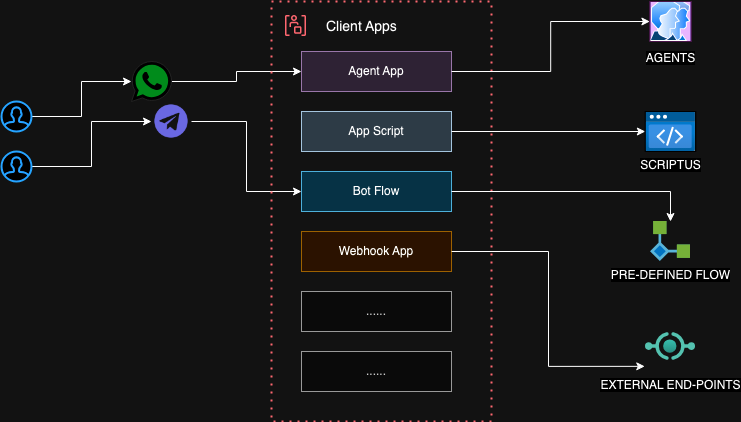 Client Apps
Agent App
AGENTS
App Script
SCRIPTUS
Bot Flow
PRE-DEFINED FLOW
Webhook App
......
EXTERNAL END-POINTS
......